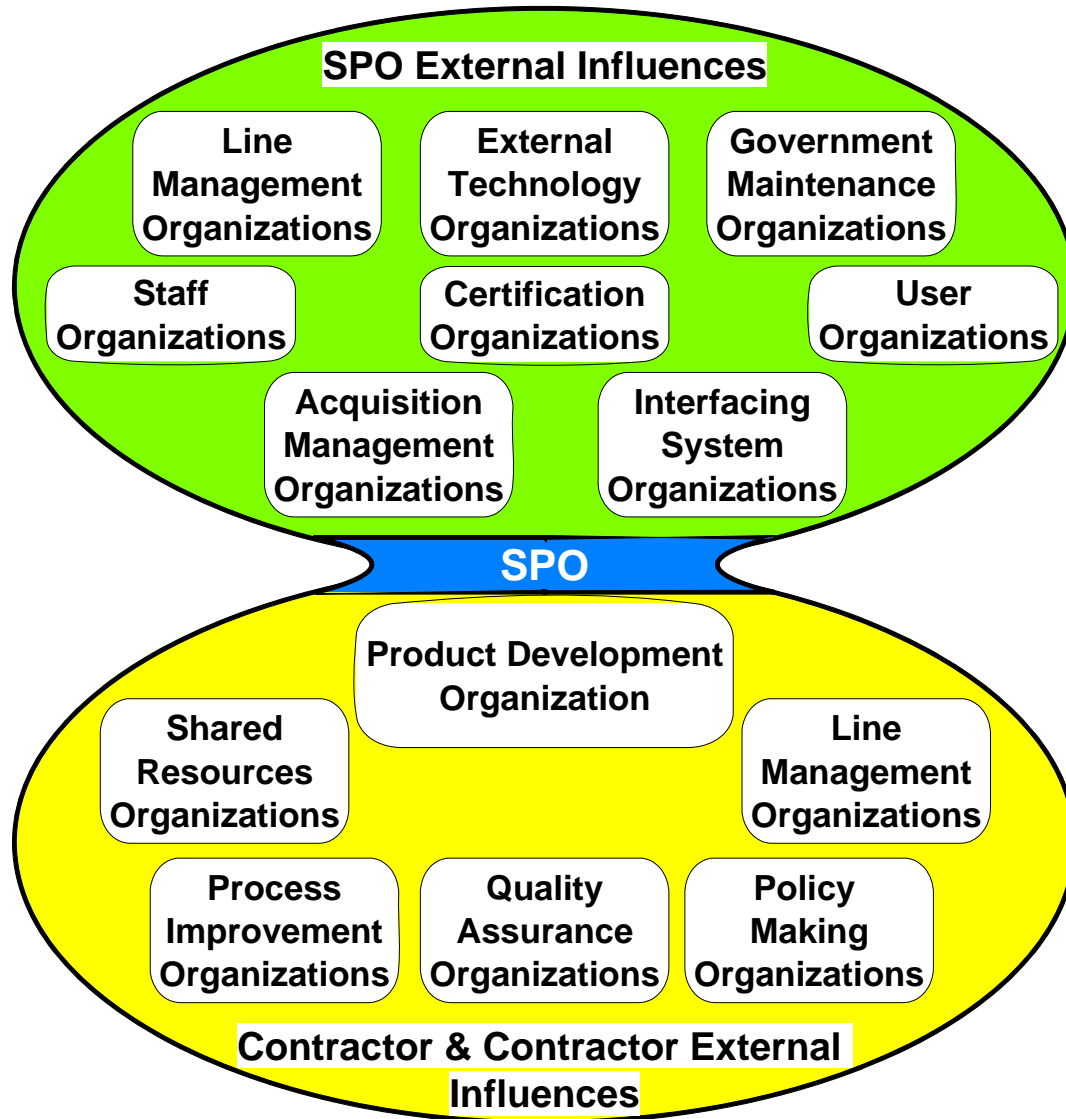 SPO External Influences
Line
Management
Organizations
External
Technology
Organizations
Government
Maintenance
Organizations
Staff
Organizations
Certification
Organizations
User
Organizations
Acquisition
Management
Organizations
Interfacing
System
Organizations
SPO
Product Development
Organization
Shared
Resources
Organizations
Line
Management
Organizations
Process
Improvement
Organizations
Quality
Assurance
Organizations
Policy
Making
Organizations
Contractor & Contractor External
Influences